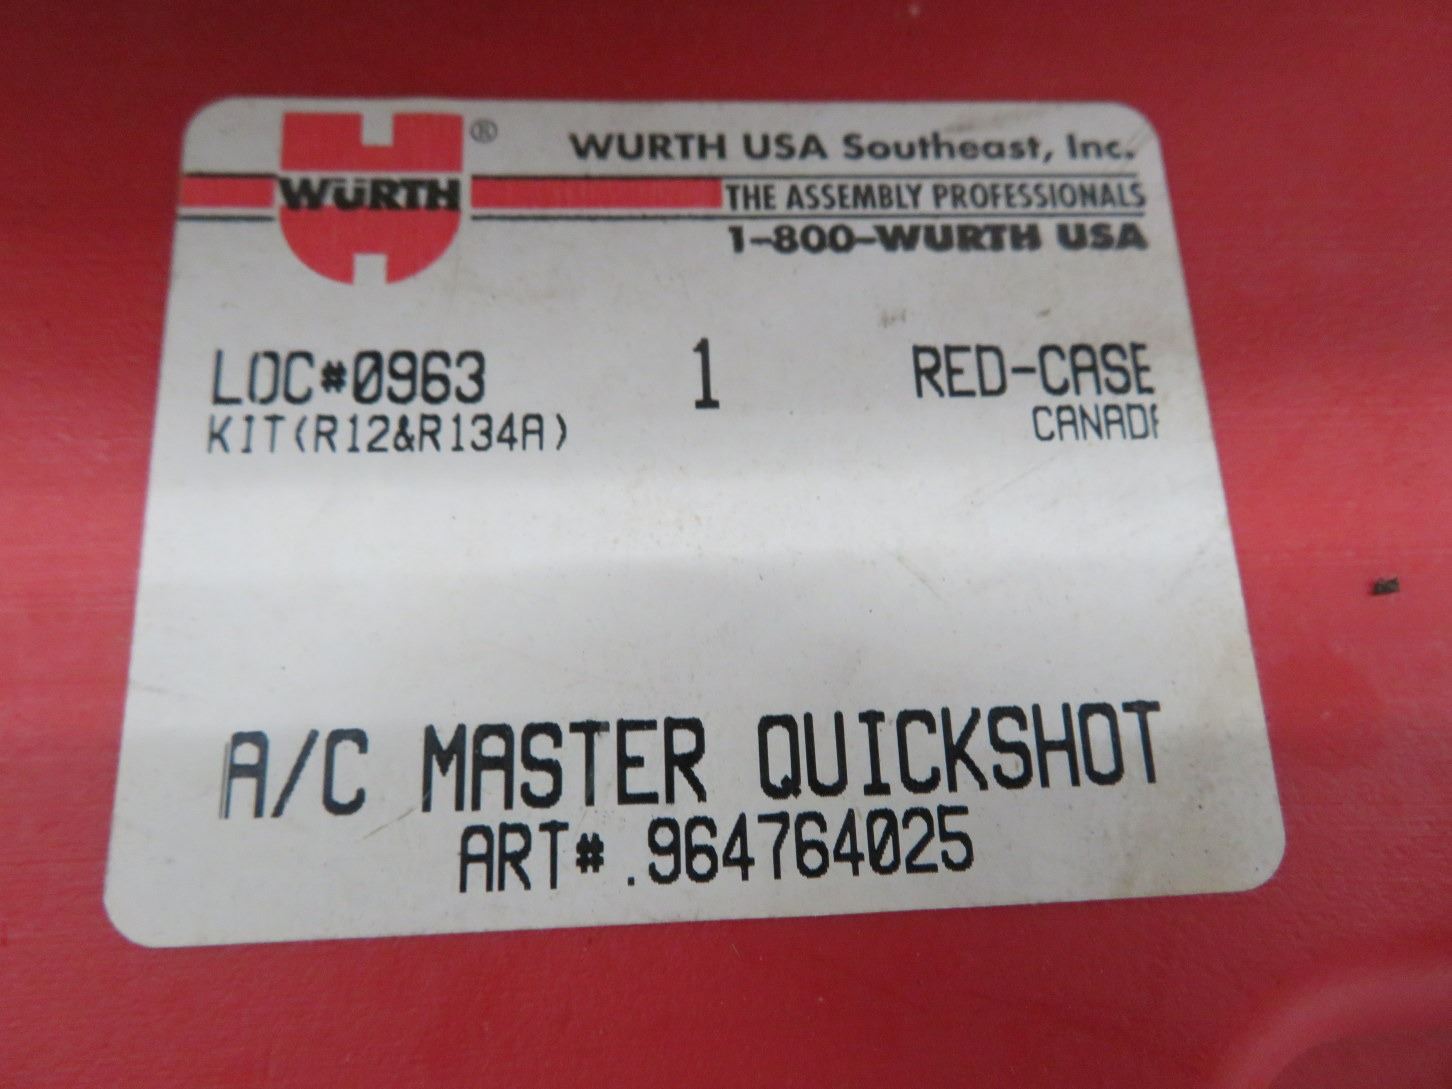 WÜRTH ®
WURTH USA Southeast, Inc.
THE ASSEMBLY PROFESSIONALS
1-800-WURTH USA
LOC#0963 1 RED-CASE
KIT(R12&R134A)
A/C MASTER QUICKSHOT
ART# .964764025